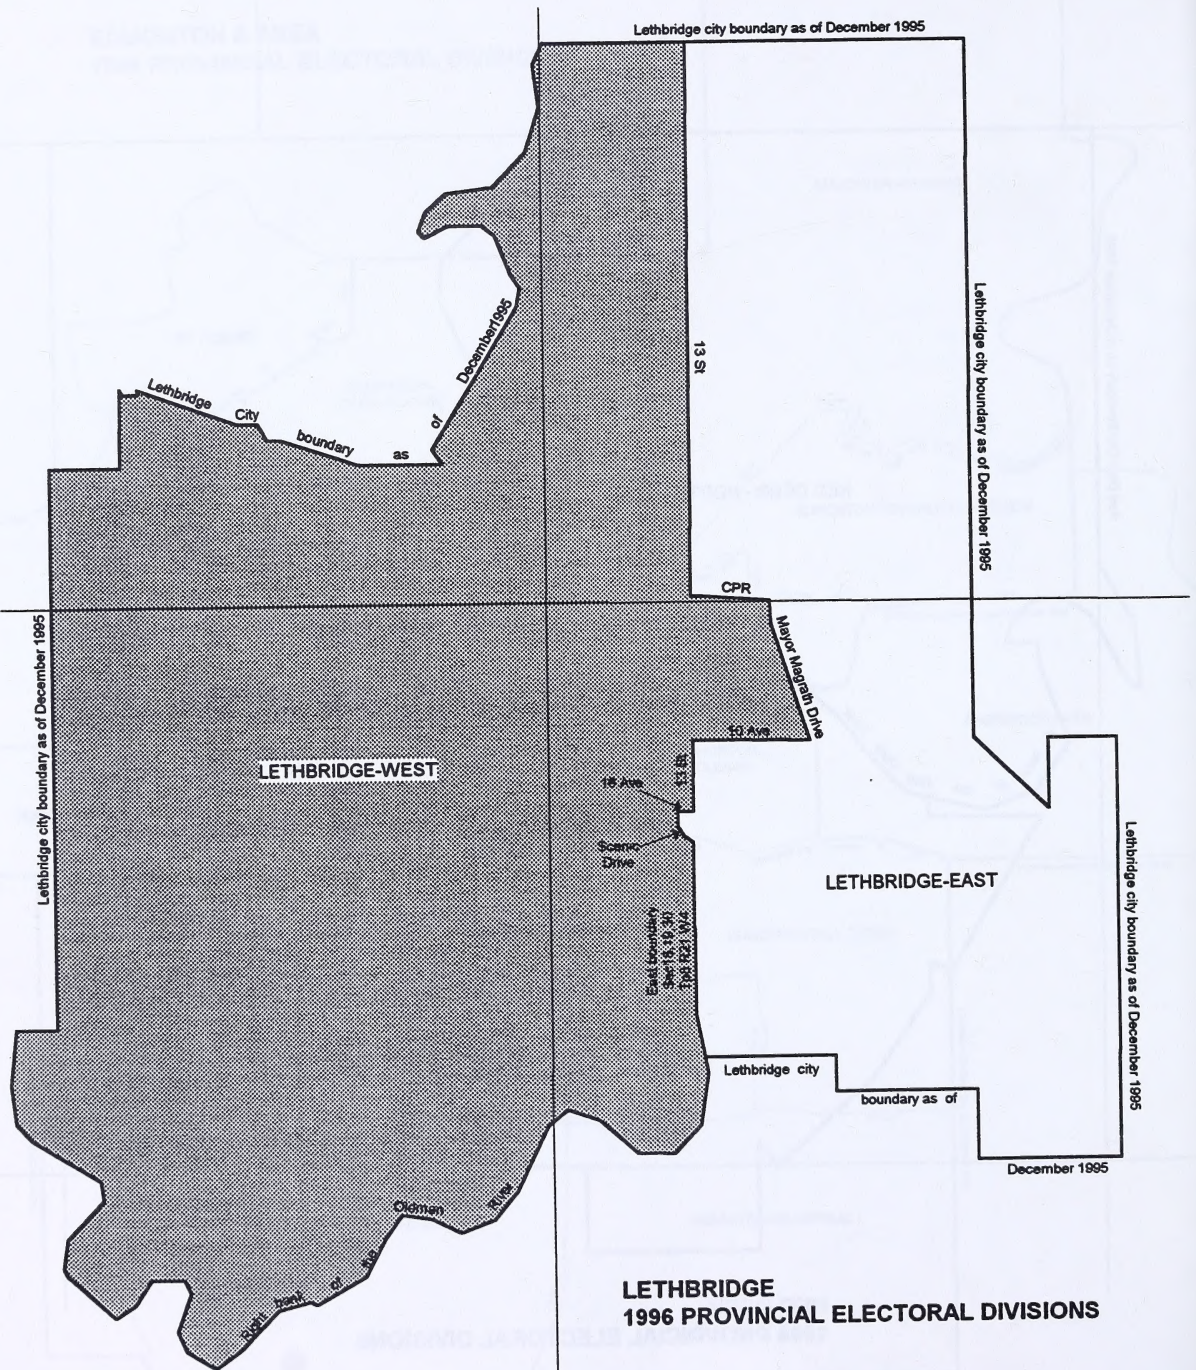 Lethbridge city boundary as of December 1995
Lethbridge City boundary as of December1995
13 St
Lethbridge city boundary as of December 1995
CPR
Mayor Magrath Drive
Lethbridge city boundary as of December 1995
10 Ave
13 St
LETHBRIDGE-WEST
16 Ave
Scenic
Drive
LETHBRIDGE-EAST
Lethbridge city boundary as of December 1995
East boundary
Sec18, 19, 30
R21 W4
Lethbridge city
boundary as of
December 1995
Right bank of the Oldman River
LETHBRIDGE
1996 PROVINCIAL ELECTORAL DIVISIONS